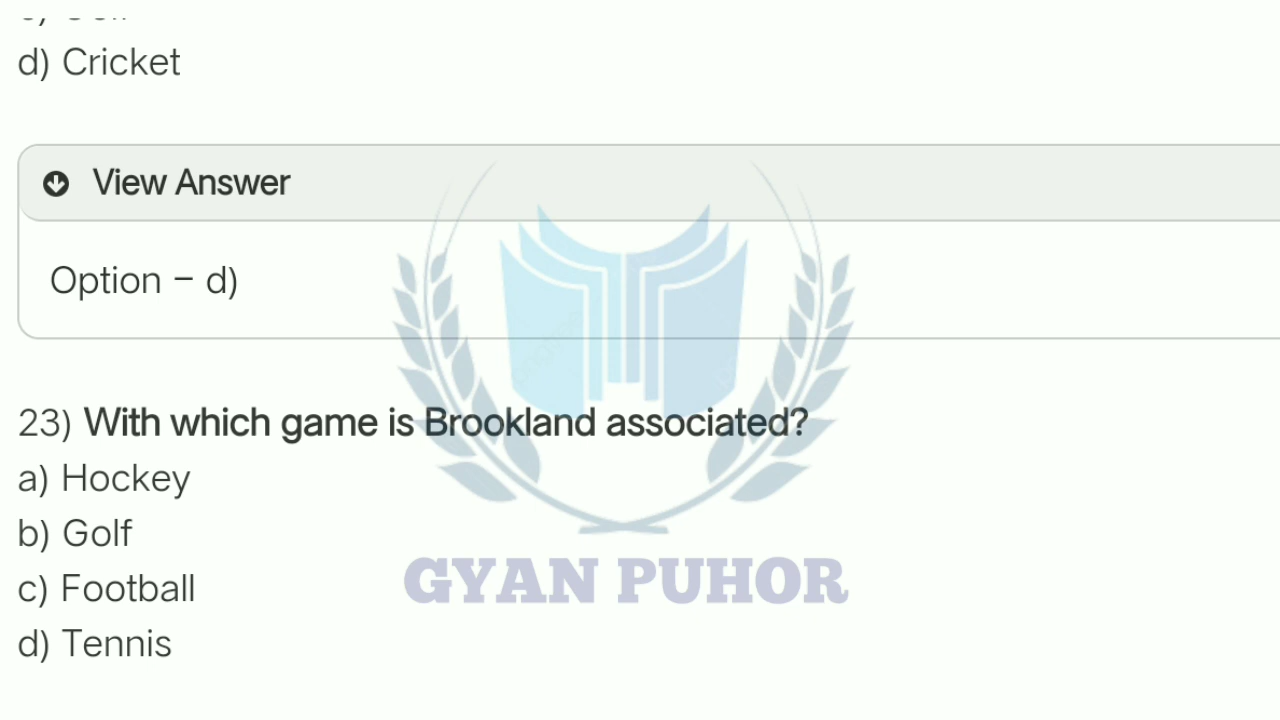 d) Cricket
View Answer
Option – d)
23) With which game is Brookland associated?
a) Hockey
b) Golf
c) Football
d) Tennis
GYAN PUHOR